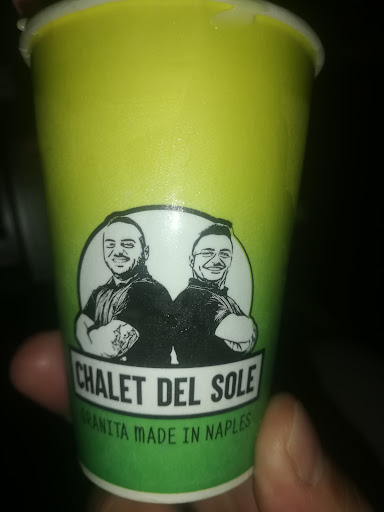 CHALET DEL SOLE
GRANITA MADE IN NAPLES